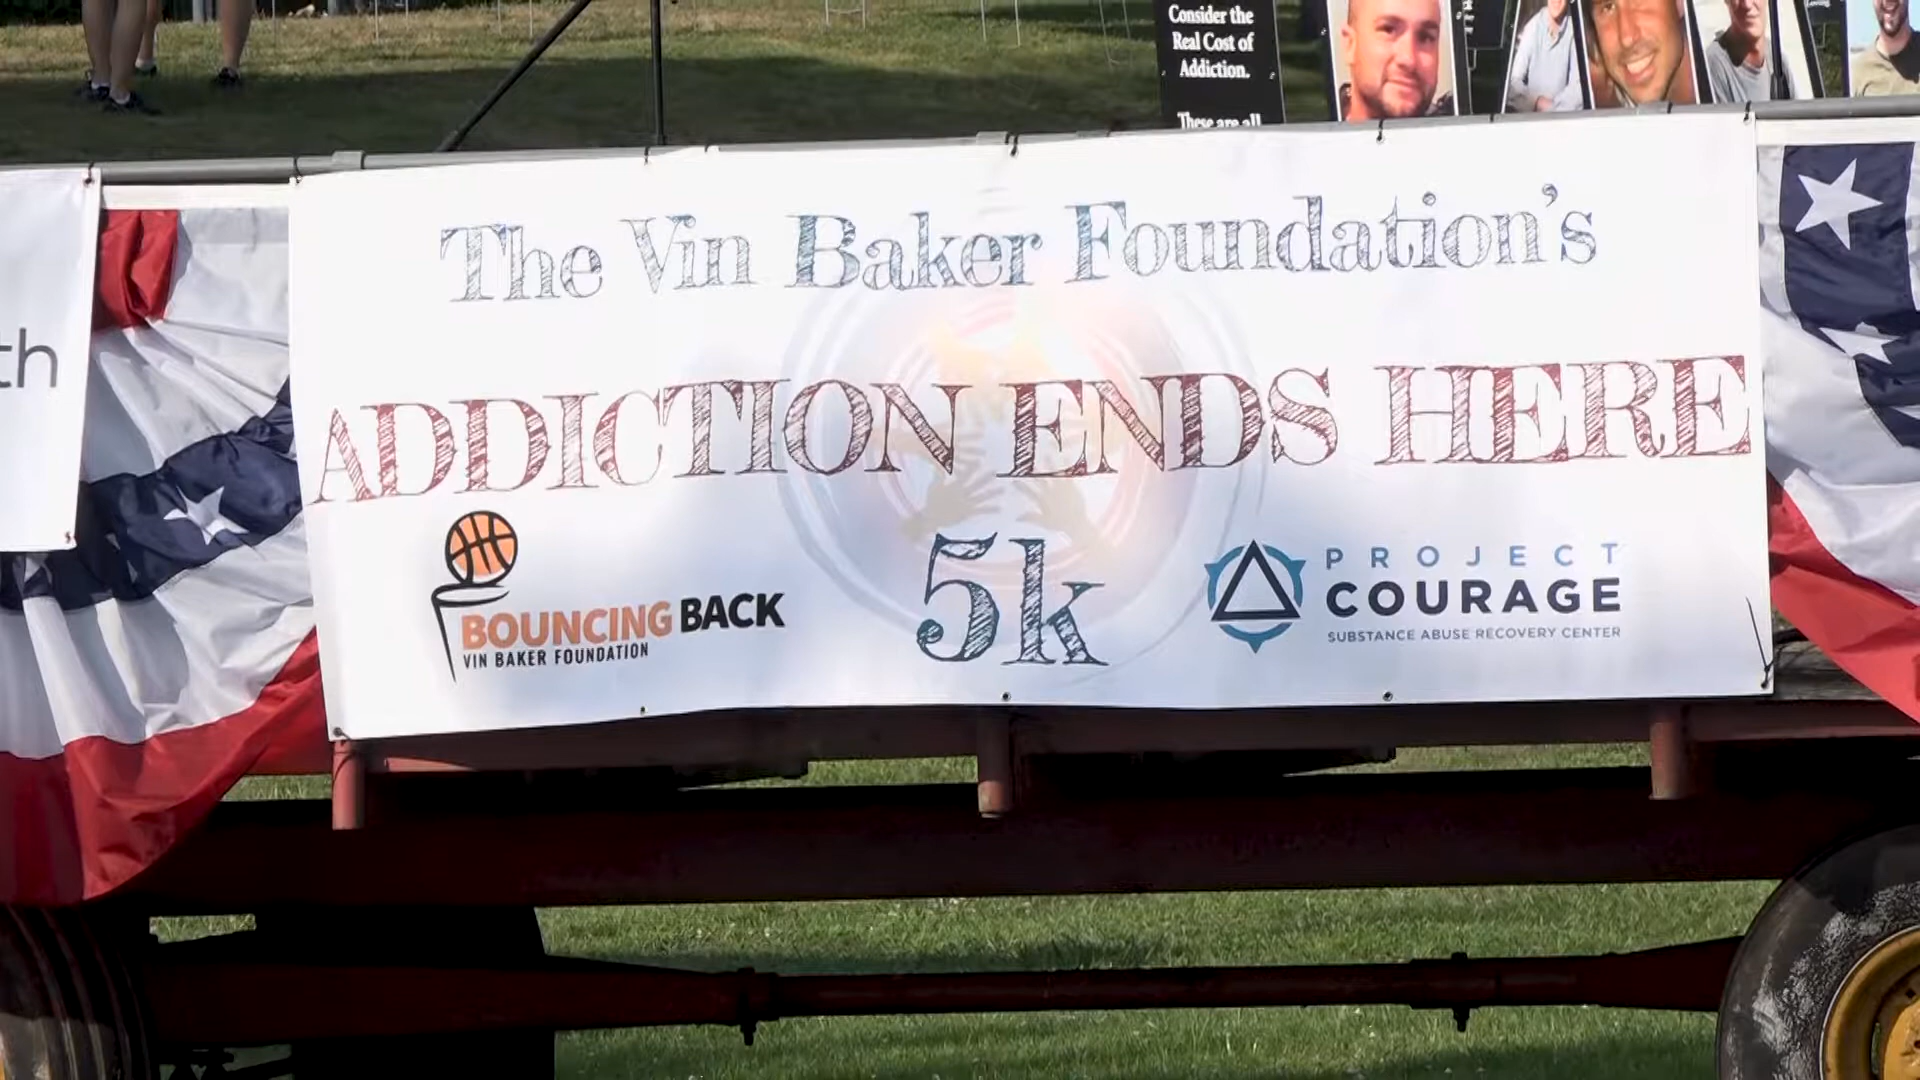 Consider the
Real Cost of
Addiction.
These are all
th
The Vin Baker Foundation's
ADDICTION ENDS HERE
5k
BOUNCING BACK
VIN BAKER FOUNDATION
PROJECT
COURAGE
SUBSTANCE ABUSE RECOVERY CENTER